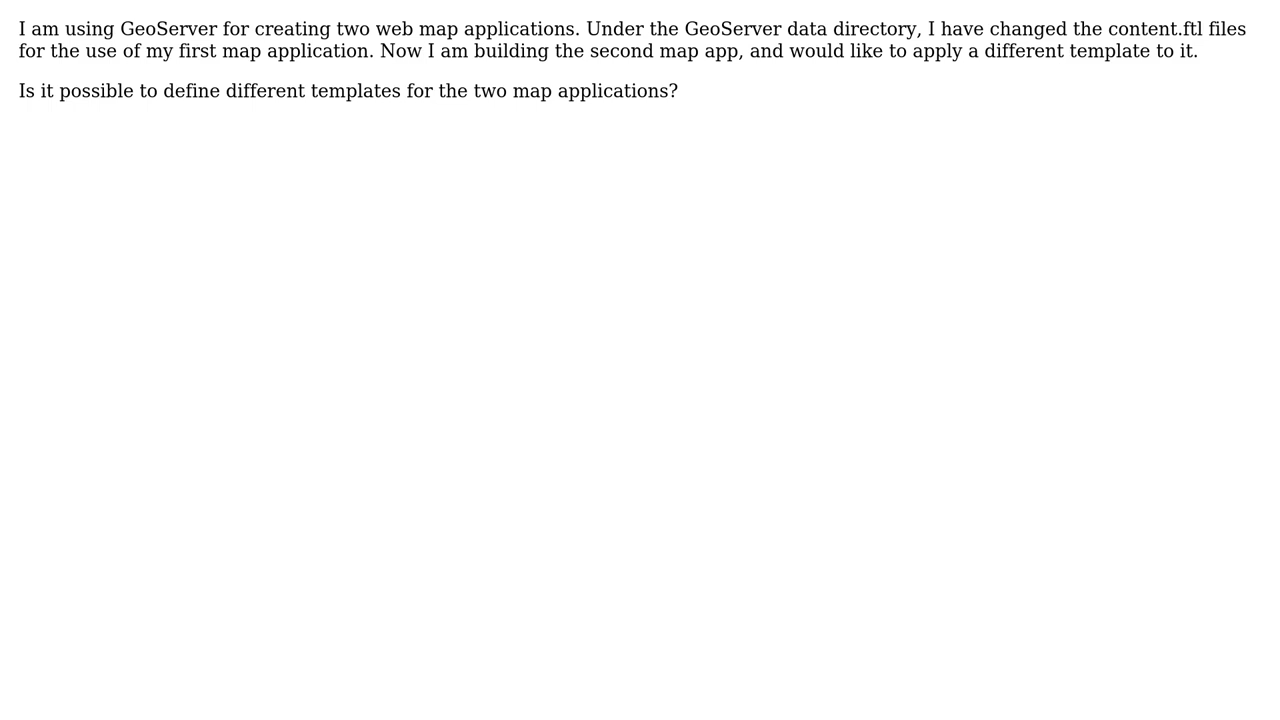 I am using GeoServer for creating two web map applications. Under the GeoServer data directory, I have changed the content.ftl files
for the use of my first map application. Now I am building the second map app, and would like to apply a different template to it.
Is it possible to define different templates for the two map applications?